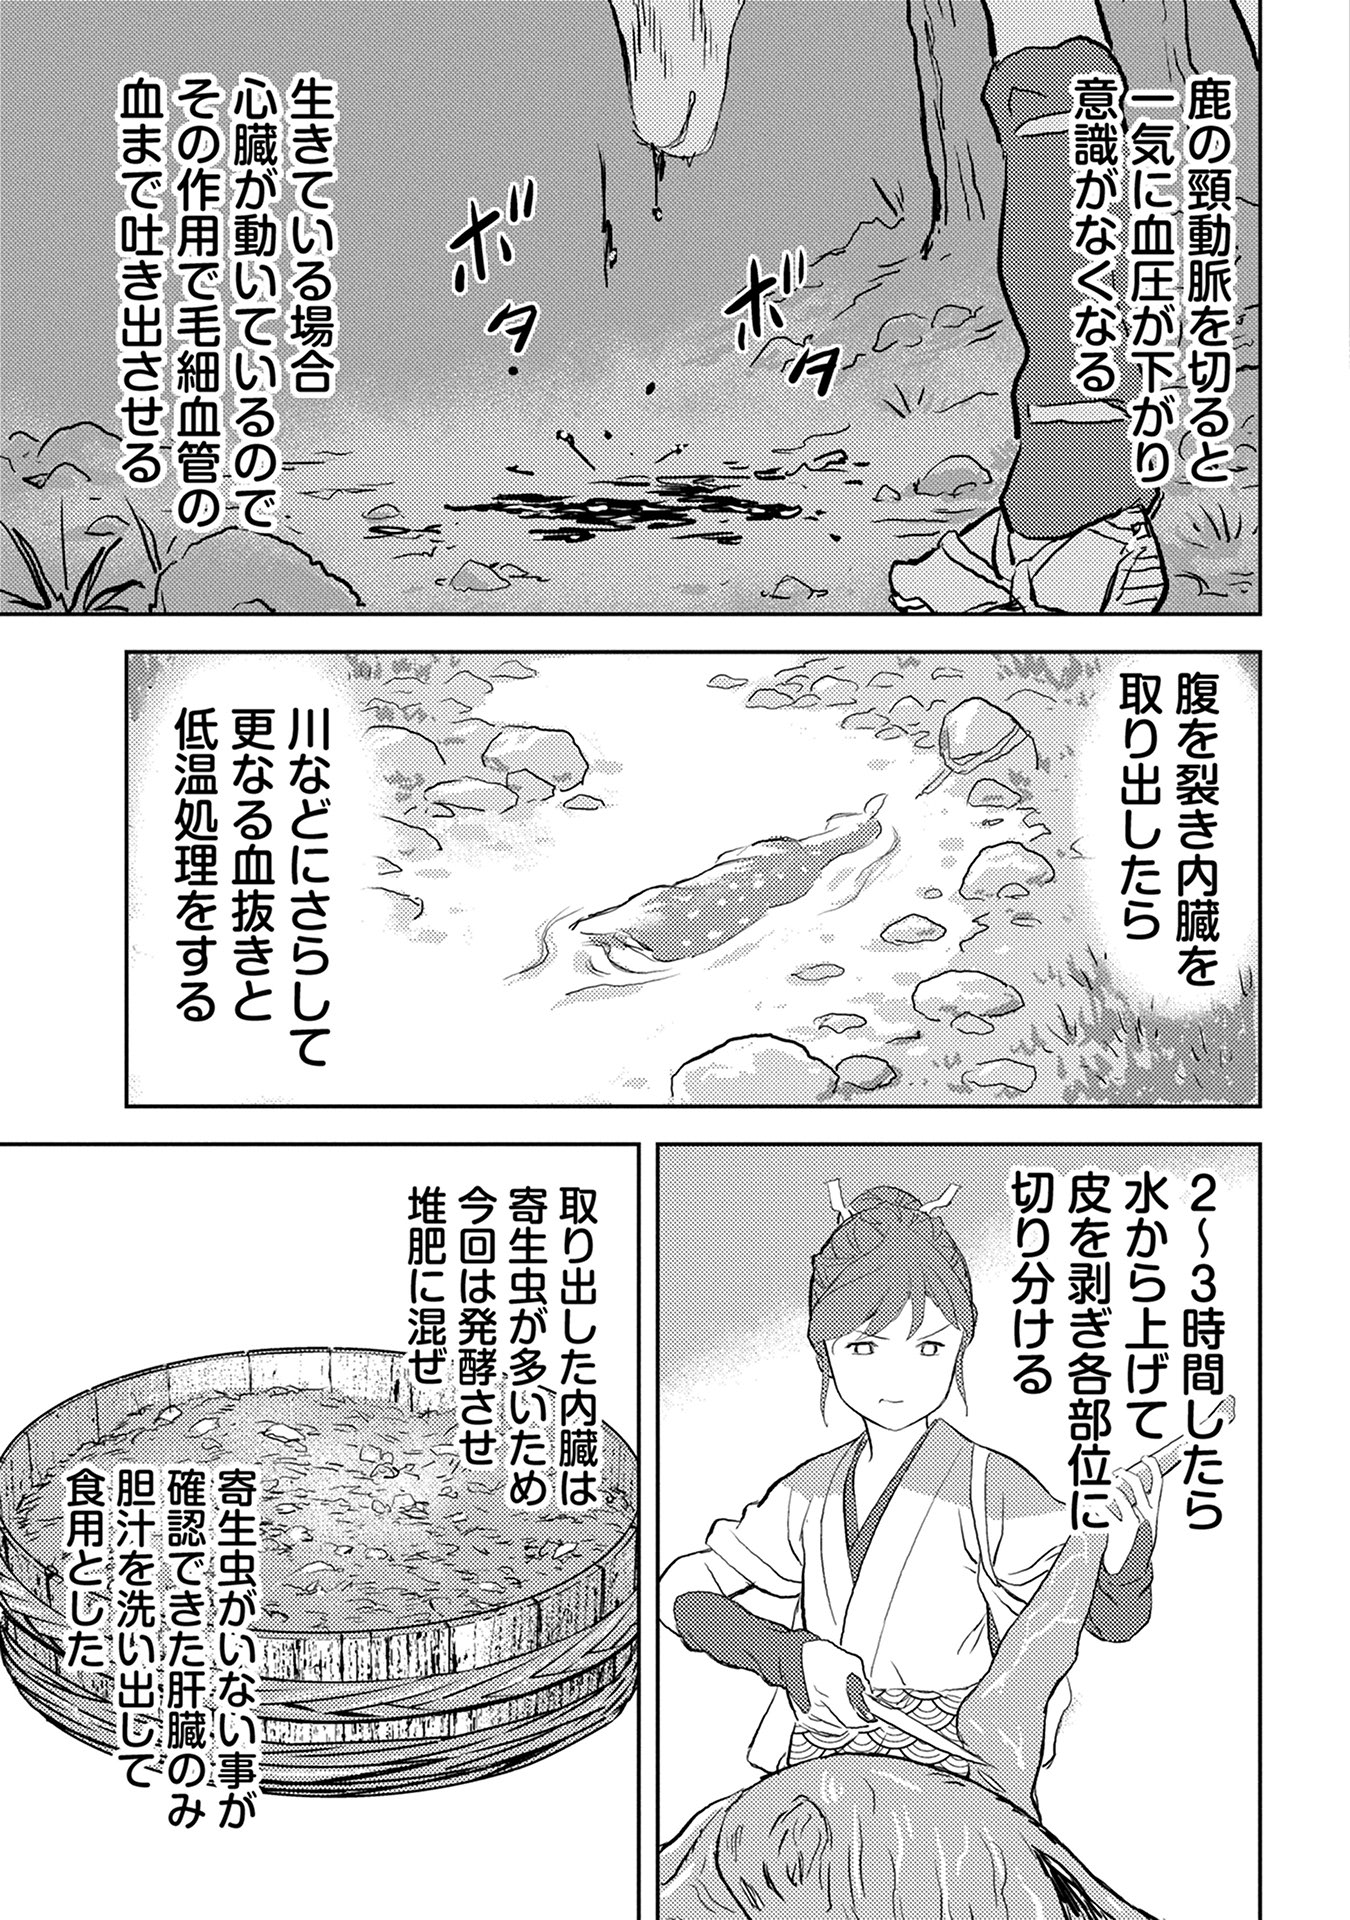 鹿の頸動脈を切ると
一気に血圧が下がり
意識がなくなる
ボタ
ボタ
生きている場合
心臓が動いているので
その作用で毛細血管の
血まで吐き出させる
腹を裂き内臓を
取り出したら
川などにさらして
更なる血抜きと
低温処理をする
2〜3時間したら
水から上げて
皮を剥ぎ各部位に
切り分ける
取り出した内臓は
寄生虫が多いため
今回は発酵させ
堆肥に混ぜ
寄生虫がいない事が
確認できた肝臓のみ
胆汁を洗い出して
食用とした